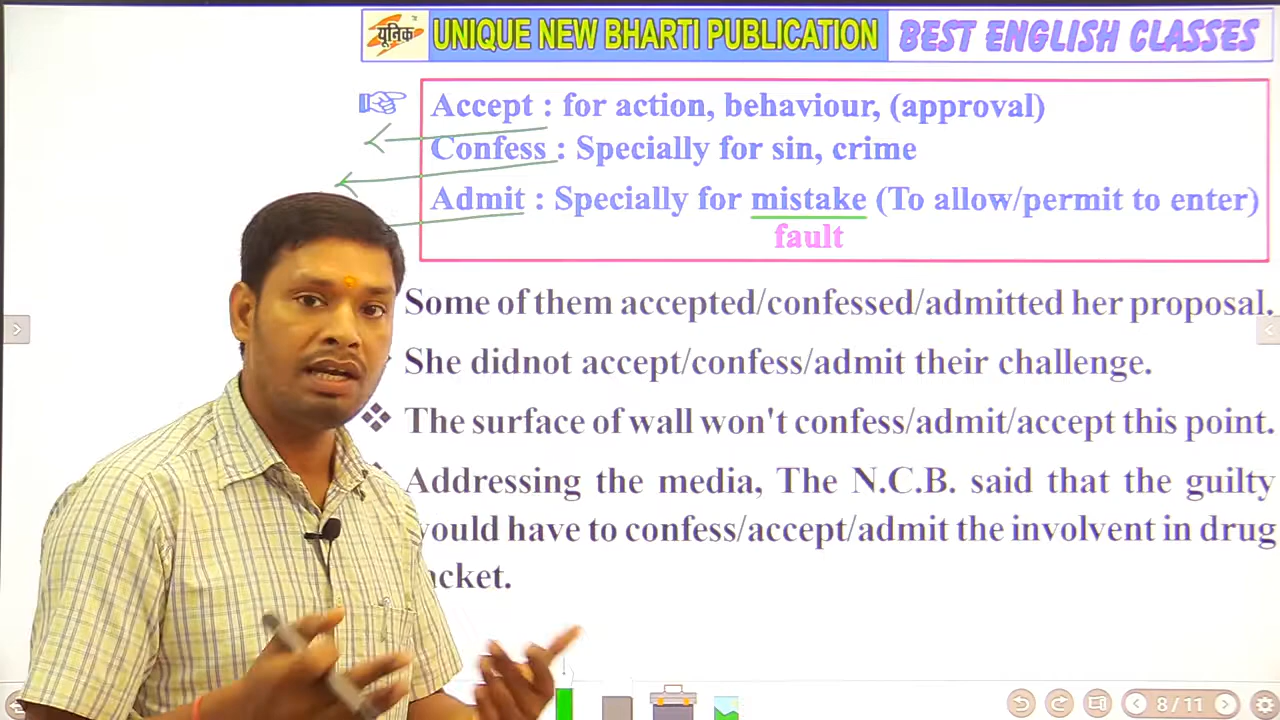 यूनिक UNIQUE NEW BHARTI PUBLICATION BEST ENGLISH CLASSES
Accept : for action, behaviour, (approval)
Confess : Specially for sin, crime
Admit : Specially for mistake (To allow/permit to enter)
fault
Some of them accepted/confessed/admitted her proposal.
She didnot accept/confess/admit their challenge.
The surface of wall won't confess/admit/accept this point.
Addressing the media, The N.C.B. said that the guilty
would have to confess/accept/admit the involvent in drug
8/11